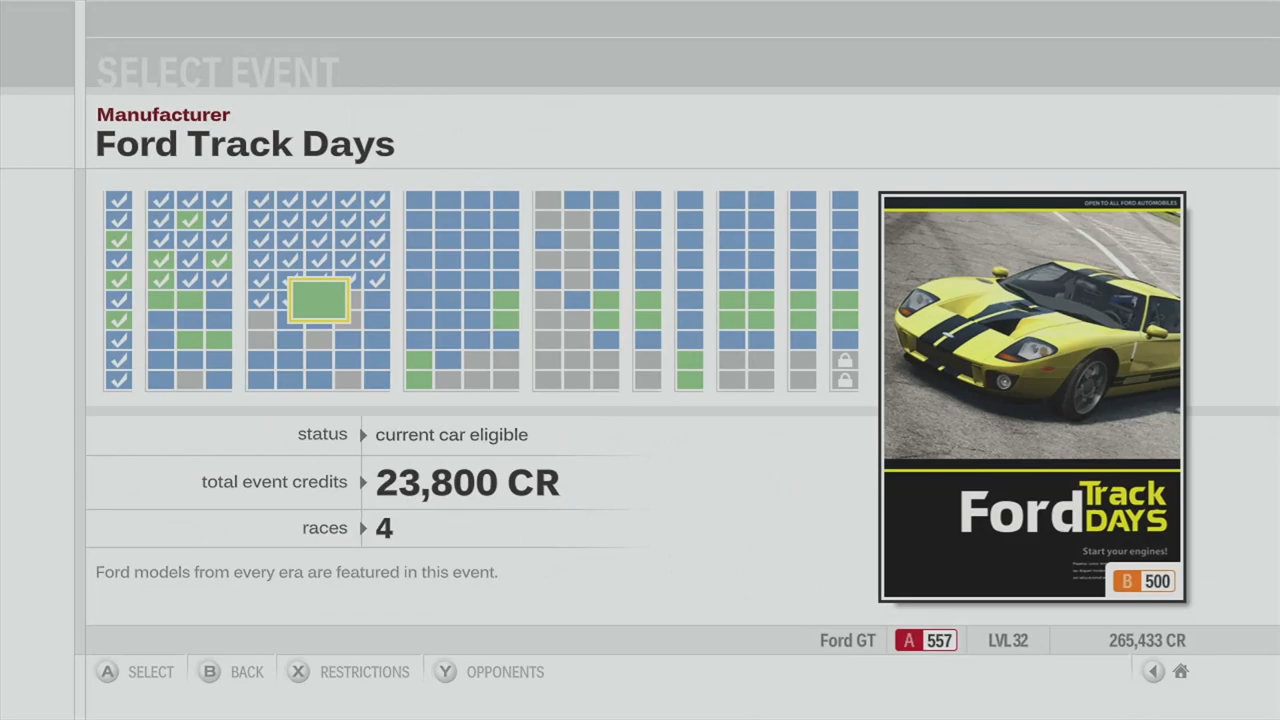 SELECT EVENT
Manufacturer
Ford Track Days
OPEN TO ALL FORD AUTOMOBILES
status current car eligible
total event credits 23,800 CR
races 4
Ford models from every era are featured in this event.
Ford Track DAYS
Start your engines!
B 500
Ford GT A 557 LVL 32 265,433 CR
A SELECT B BACK X RESTRICTIONS Y OPPONENTS